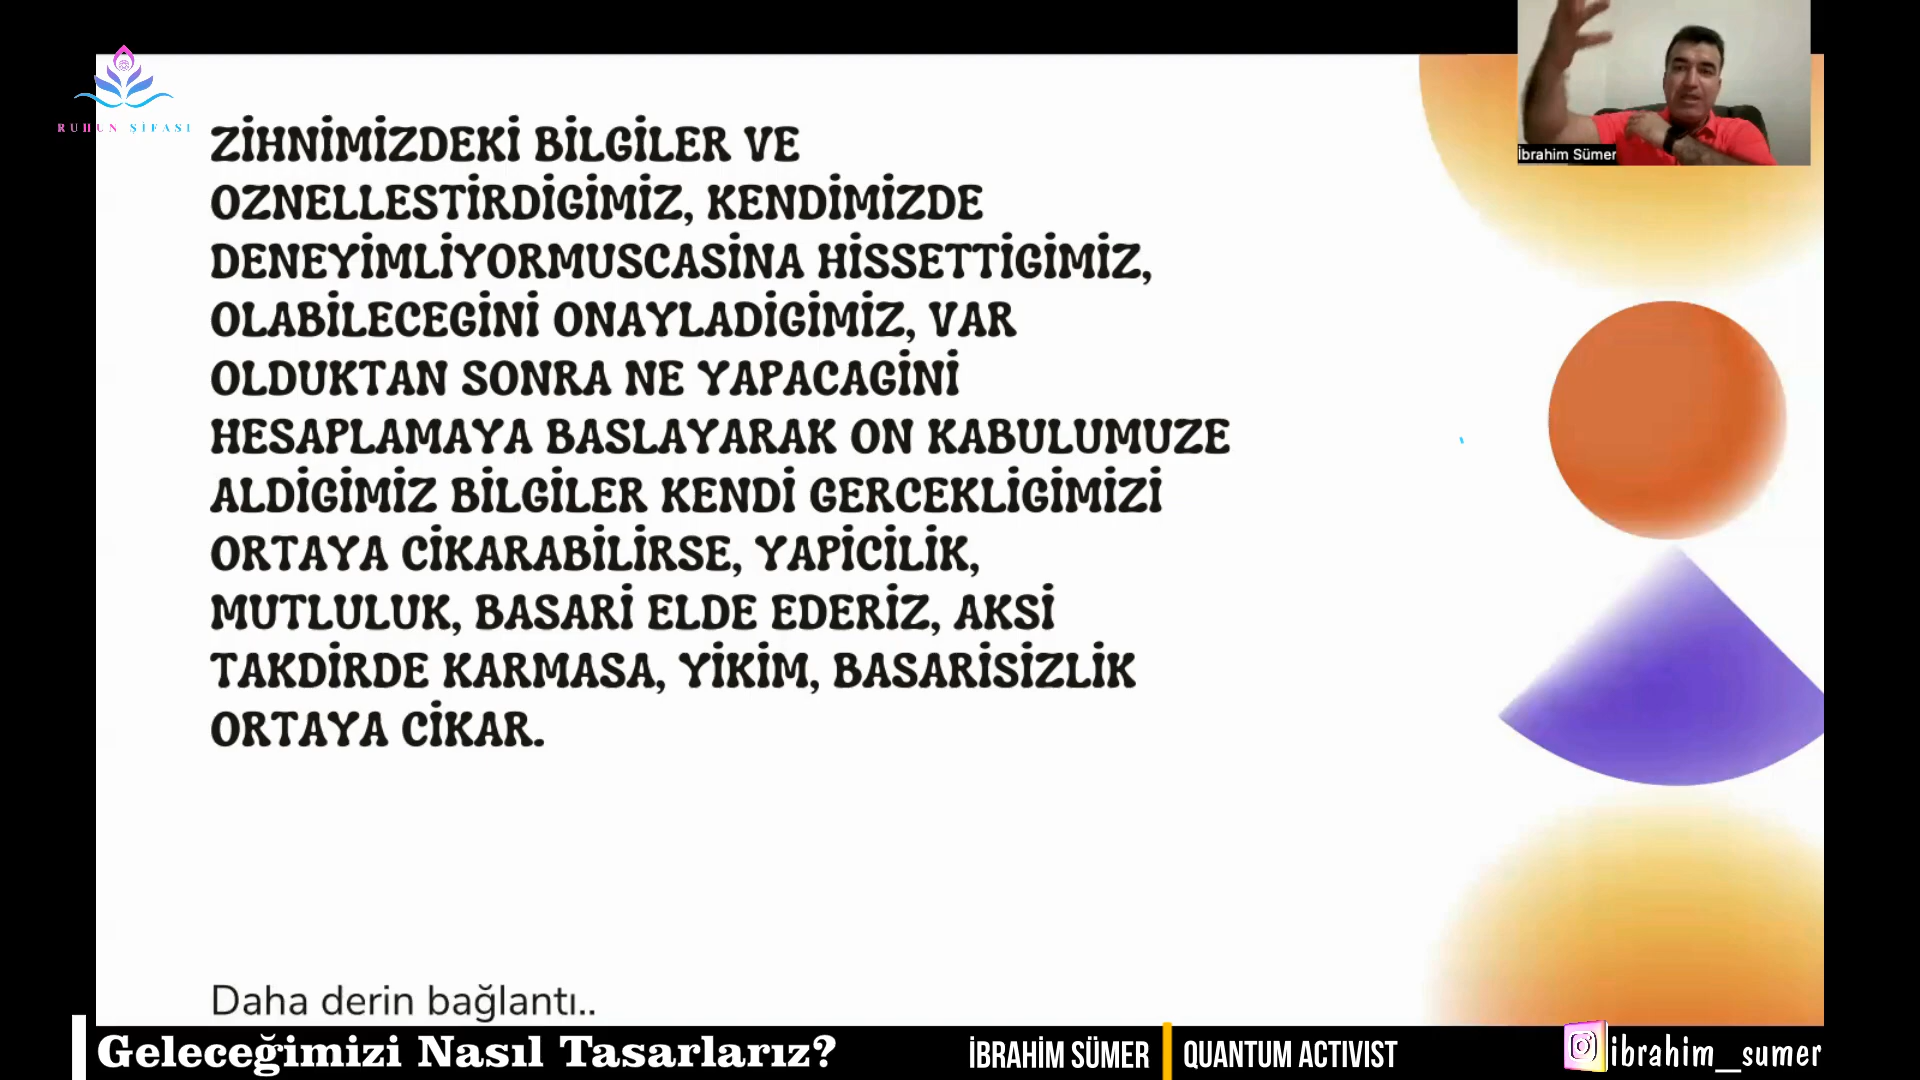 RUHUN ŞİFASI
ZİHNİMİZDEKİ BİLGİLER VE
OZNELLESTİRDİGİMİZ, KENDİMİZDE
DENEYİMLİYORMUSCASİNA HİSSETTİGİMİZ,
OLABİLECEGİNİ ONAYLADİGİMİZ, VAR
OLDUKTAN SONRA NE YAPACAGİNİ
HESAPLAMAYA BASLAYARAK ON KABULUMUZE
ALDİGİMİZ BİLGİLER KENDİ GERCEKLİGİMİZİ
ORTAYA CİKARABİLİRSE, YAPİCİLİK,
MUTLULUK, BASARİ ELDE EDERİZ, AKSİ
TAKDİRDE KARMASA, YİKİM, BASARİSİZLİK
ORTAYA CİKAR.
Daha derin bağlantı..
İbrahim Sümer
Geleceğimizi Nasıl Tasarlarız?
İBRAHİM SÜMER
QUANTUM ACTIVIST
ibrahim_sumer